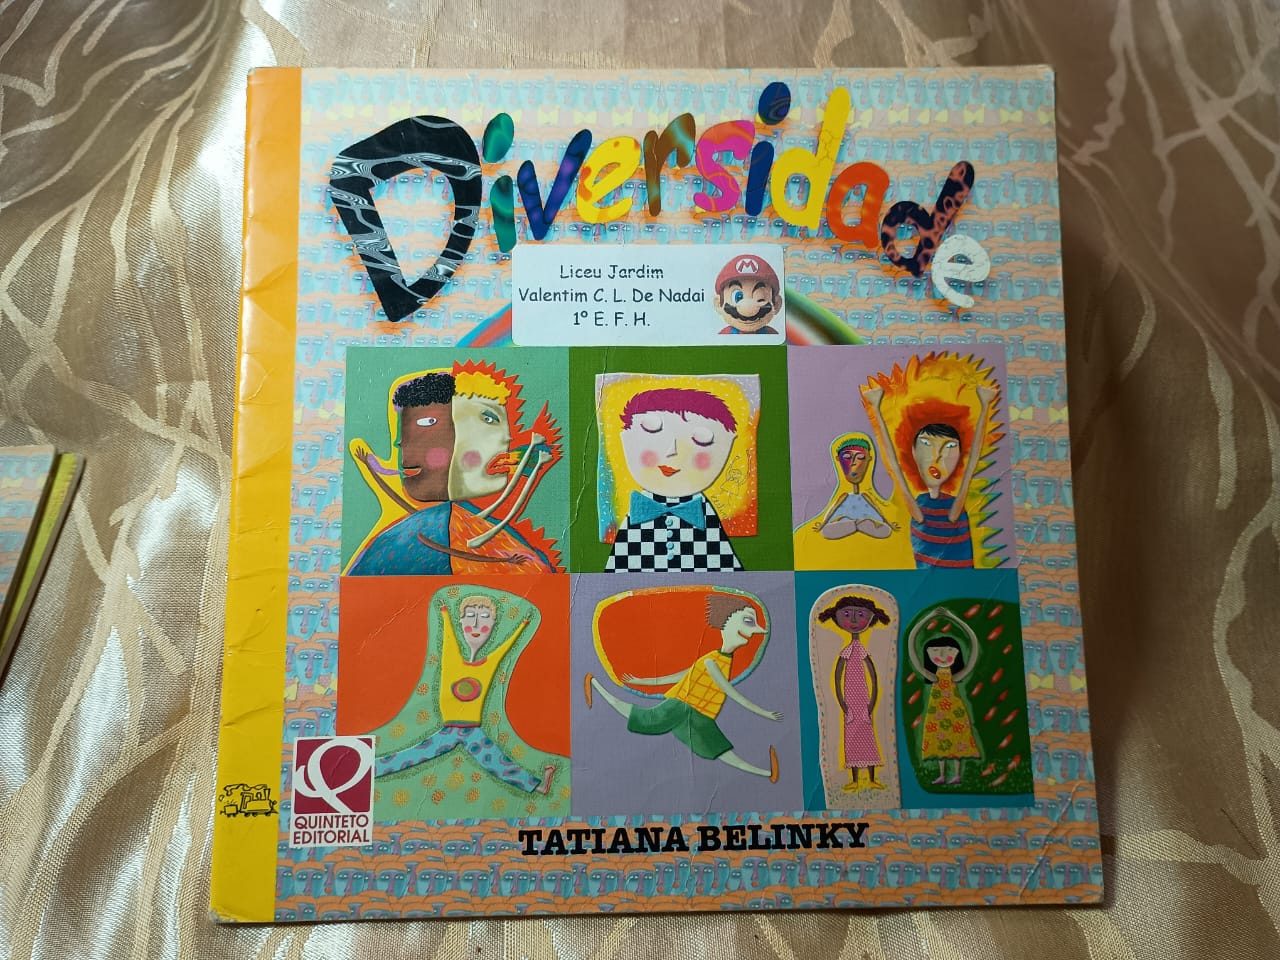 Diversidade
Liceu Jardim
Valentim C. L. De Nadai
1º E. F. H.
QUINTETO
EDITORIAL
TATIANA BELINKY